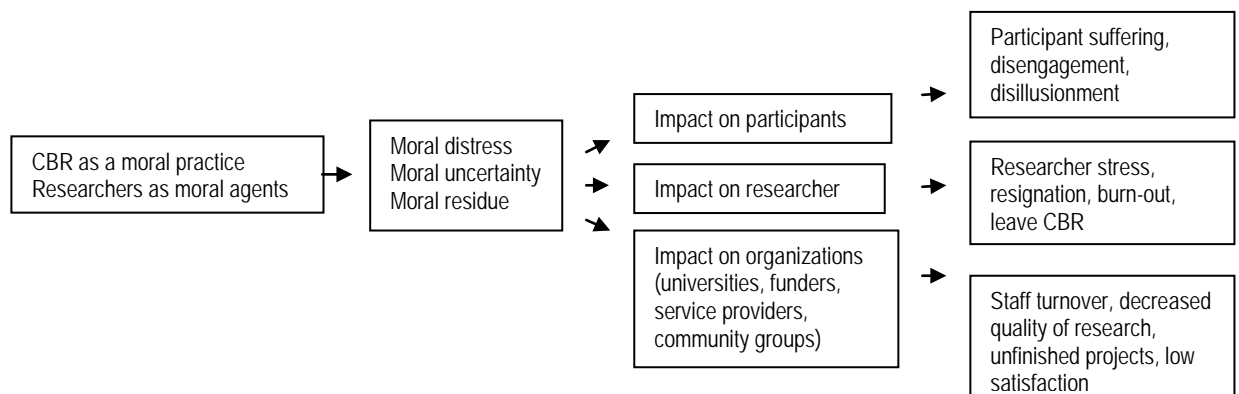 CBR as a moral practice
Researchers as moral agents
Moral distress
Moral uncertainty
Moral residue
Impact on participants
Impact on researcher
Impact on organizations
(universities, funders,
service providers,
community groups)
Participant suffering,
disengagement,
disillusionment
Researcher stress,
resignation, burn-out,
leave CBR
Staff turnover, decreased
quality of research,
unfinished projects, low
satisfaction